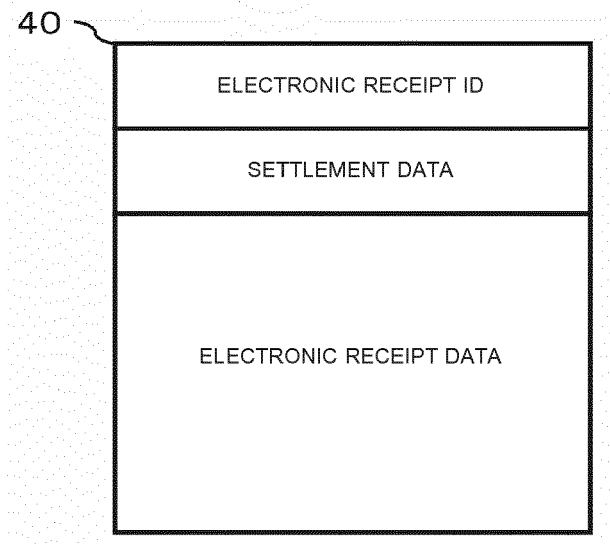 40
ELECTRONIC RECEIPT ID
SETTLEMENT DATA
ELECTRONIC RECEIPT DATA